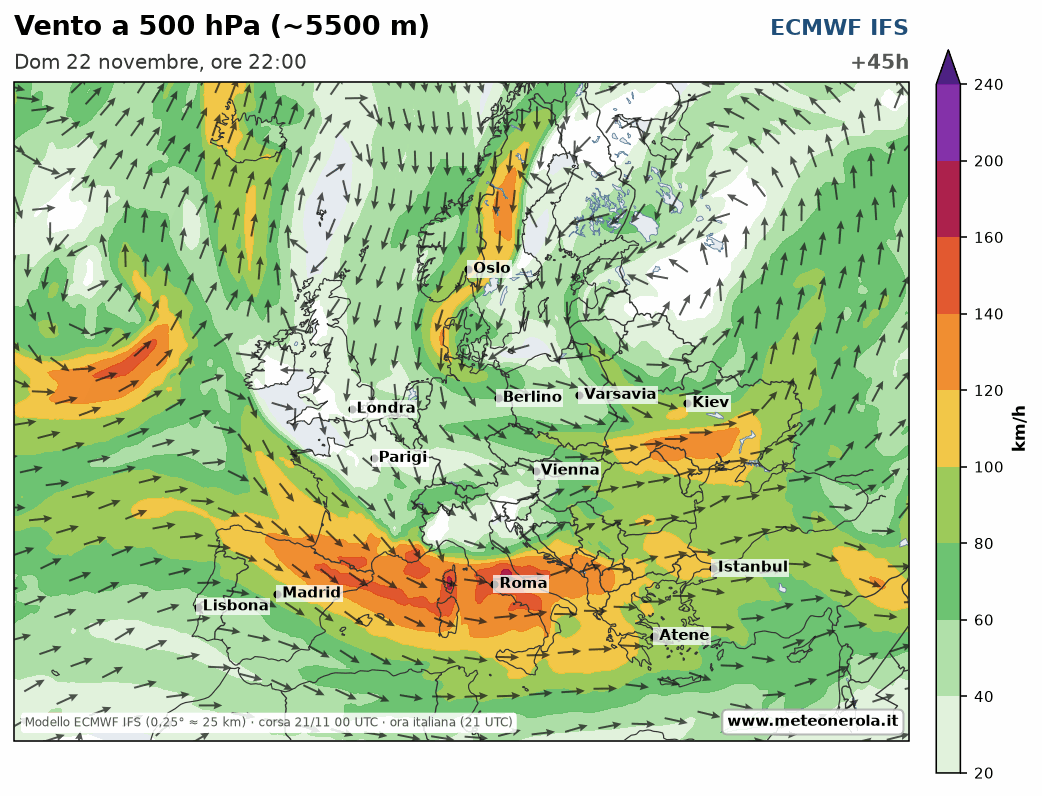 Vento a 500 hPa (~5500 m)
ECMWF IFS
Dom 22 novembre, ore 22:00
+45h
240
200
160
140
120
100
80
60
40
20
km/h
Oslo
Londra
Berlino
Varsavia
Kiev
Parigi
Vienna
Istanbul
Roma
Madrid
Lisbona
Atene
Modello ECMWF IFS (0,25° ≈ 25 km) · corsa 21/11 00 UTC · ora italiana (21 UTC)
www.meteonerola.it